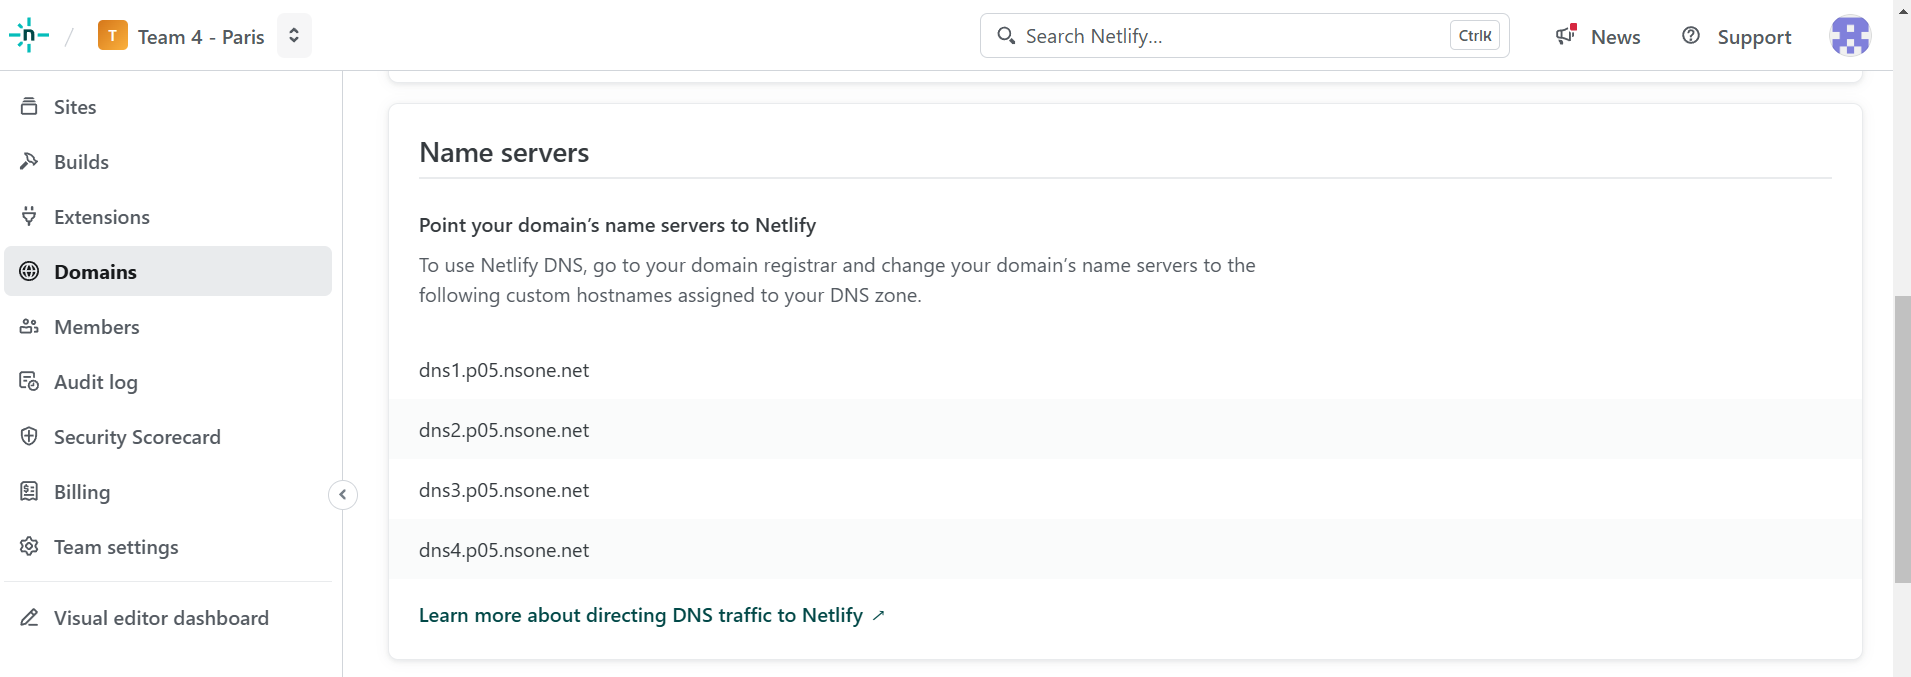 n / T Team 4 - Paris
Search Netlify... CtrlK
News
Support
Sites
Builds
Extensions
Domains
Members
Audit log
Security Scorecard
Billing
Team settings
Visual editor dashboard
Name servers
Point your domain’s name servers to Netlify
To use Netlify DNS, go to your domain registrar and change your domain’s name servers to the
following custom hostnames assigned to your DNS zone.
dns1.p05.nsone.net
dns2.p05.nsone.net
dns3.p05.nsone.net
dns4.p05.nsone.net
Learn more about directing DNS traffic to Netlify ↗